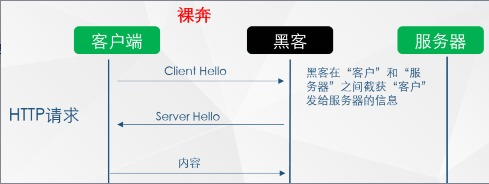 裸奔
客户端
黑客
服务器
Client Hello
黑客在“客户”和“服
务器”之间截获“客户”
发给服务器的信息
HTTP请求
Server Hello
内容